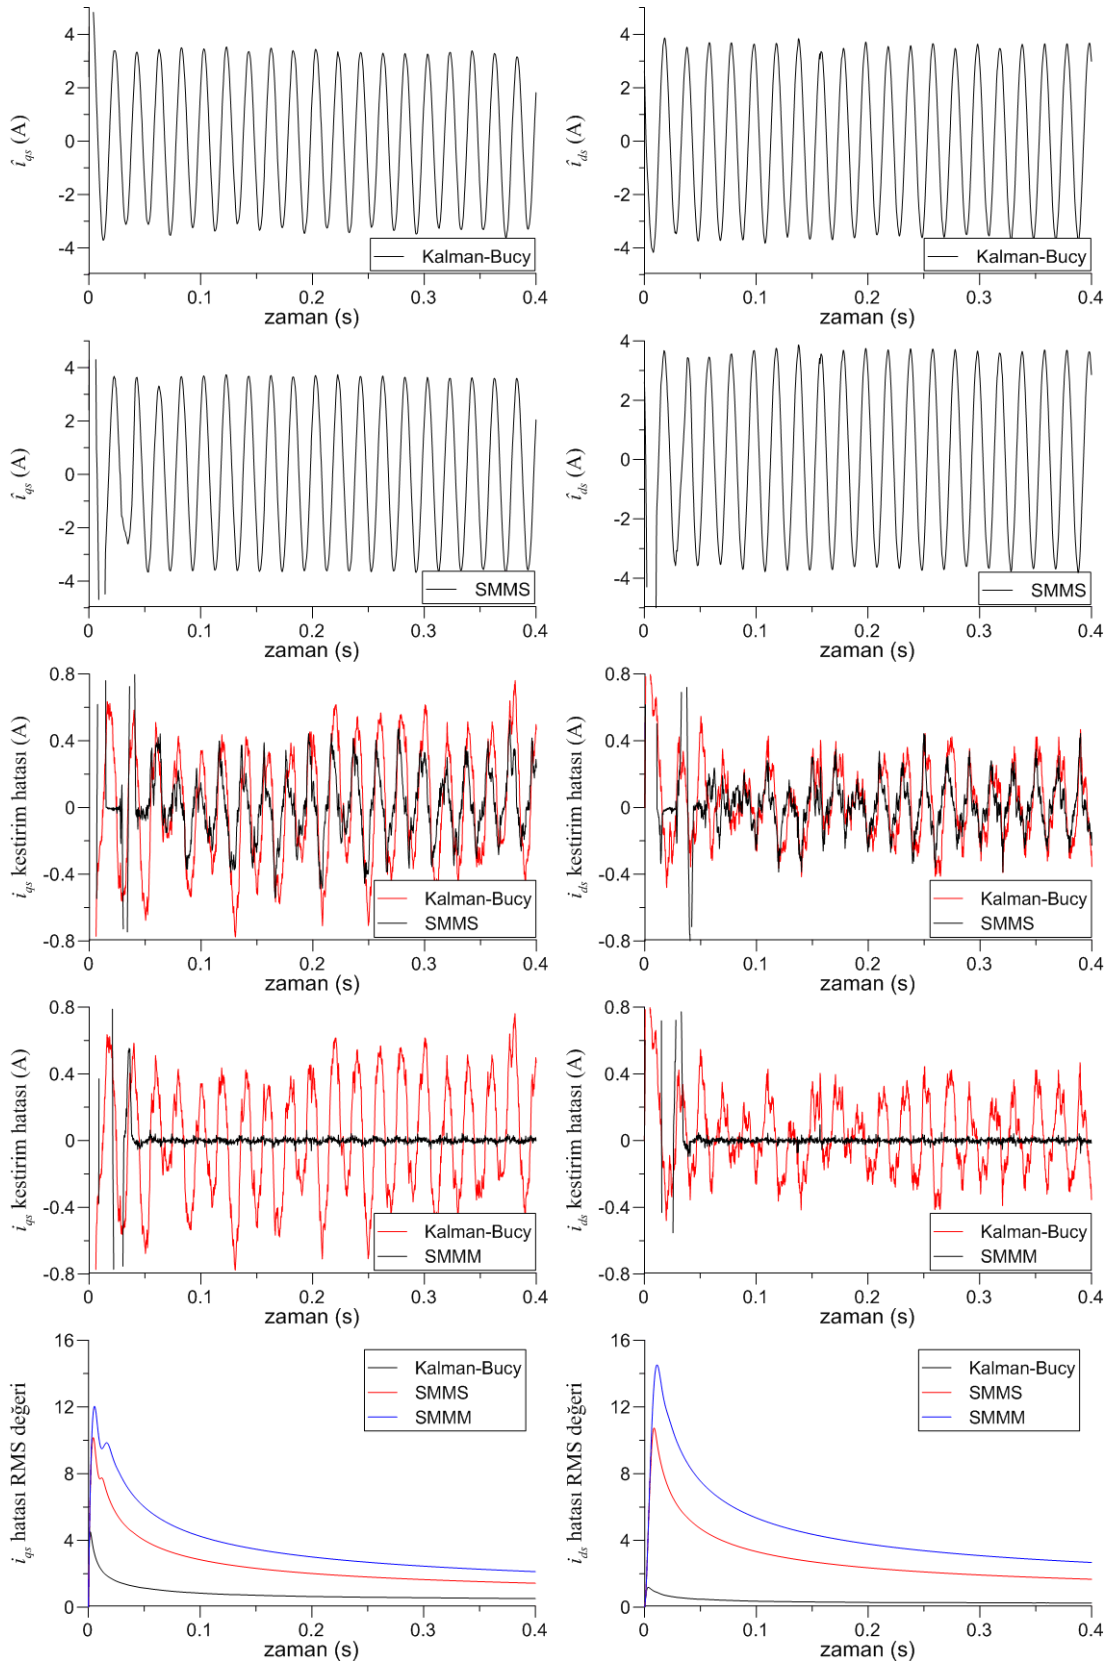 4
2
0
-2
-4
î_qs (A)
Kalman-Bucy
0 0.1 0.2 0.3 0.4
zaman (s)
4
2
0
-2
-4
î_ds (A)
Kalman-Bucy
0 0.1 0.2 0.3 0.4
zaman (s)
4
2
0
-2
-4
î_qs (A)
SMMS
0 0.1 0.2 0.3 0.4
zaman (s)
4
2
0
-2
-4
î_ds (A)
SMMS
0 0.1 0.2 0.3 0.4
zaman (s)
0.8
0.4
0
-0.4
-0.8
i_qs kestirim hatası (A)
Kalman-Bucy
SMMS
0 0.1 0.2 0.3 0.4
zaman (s)
0.8
0.4
0
-0.4
-0.8
i_ds kestirim hatası (A)
Kalman-Bucy
SMMS
0 0.1 0.2 0.3 0.4
zaman (s)
0.8
0.4
0
-0.4
-0.8
i_qs kestirim hatası (A)
Kalman-Bucy
SMMM
0 0.1 0.2 0.3 0.4
zaman (s)
0.8
0.4
0
-0.4
-0.8
i_ds kestirim hatası (A)
Kalman-Bucy
SMMM
0 0.1 0.2 0.3 0.4
zaman (s)
16
12
8
4
0
i_qs hatası RMS değeri
Kalman-Bucy
SMMS
SMMM
0 0.1 0.2 0.3 0.4
zaman (s)
16
12
8
4
0
i_ds hatası RMS değeri
Kalman-Bucy
SMMS
SMMM
0 0.1 0.2 0.3 0.4
zaman (s)